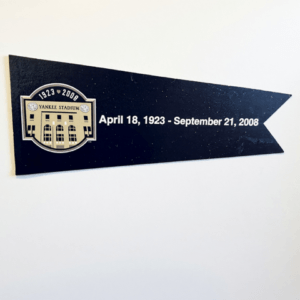 1923 • 2008
YANKEE STADIUM
April 18, 1923 - September 21, 2008